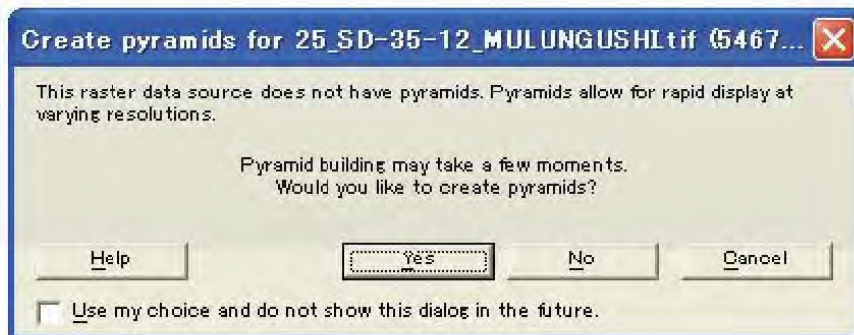 Create pyramids for 25_SD-35-12_MULUNGUSHI.tif (5467...
This raster data source does not have pyramids. Pyramids allow for rapid display at
varying resolutions.
Pyramid building may take a few moments.
Would you like to create pyramids?
Help Yes No Cancel
Use my choice and do not show this dialog in the future.